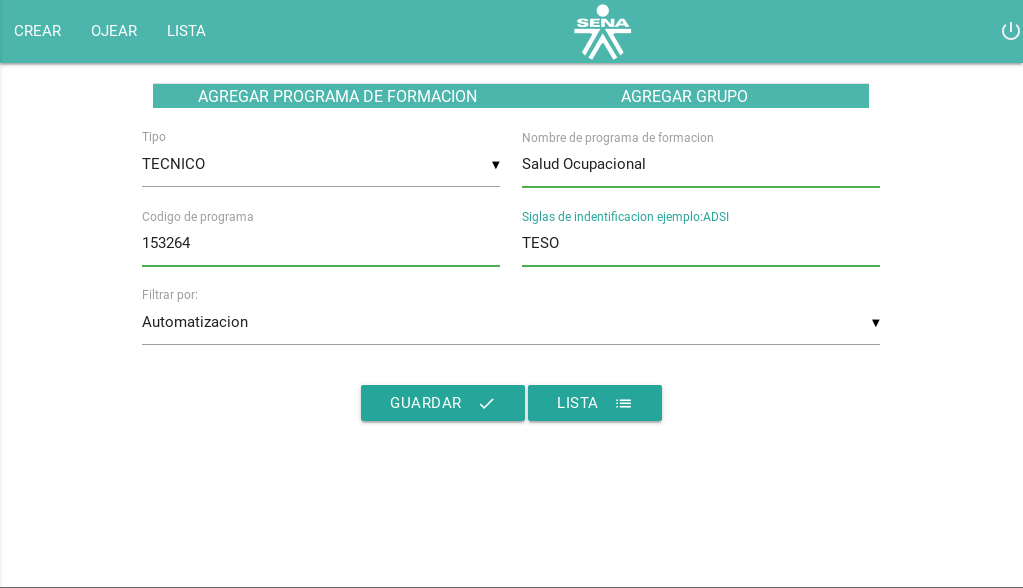 CREAR OJEAR LISTA SENA
AGREGAR PROGRAMA DE FORMACION AGREGAR GRUPO
Tipo Nombre de programa de formacion
TECNICO Salud Ocupacional
Codigo de programa Siglas de indentificacion ejemplo:ADSI
153264 TESO
Filtrar por:
Automatizacion
GUARDAR LISTA